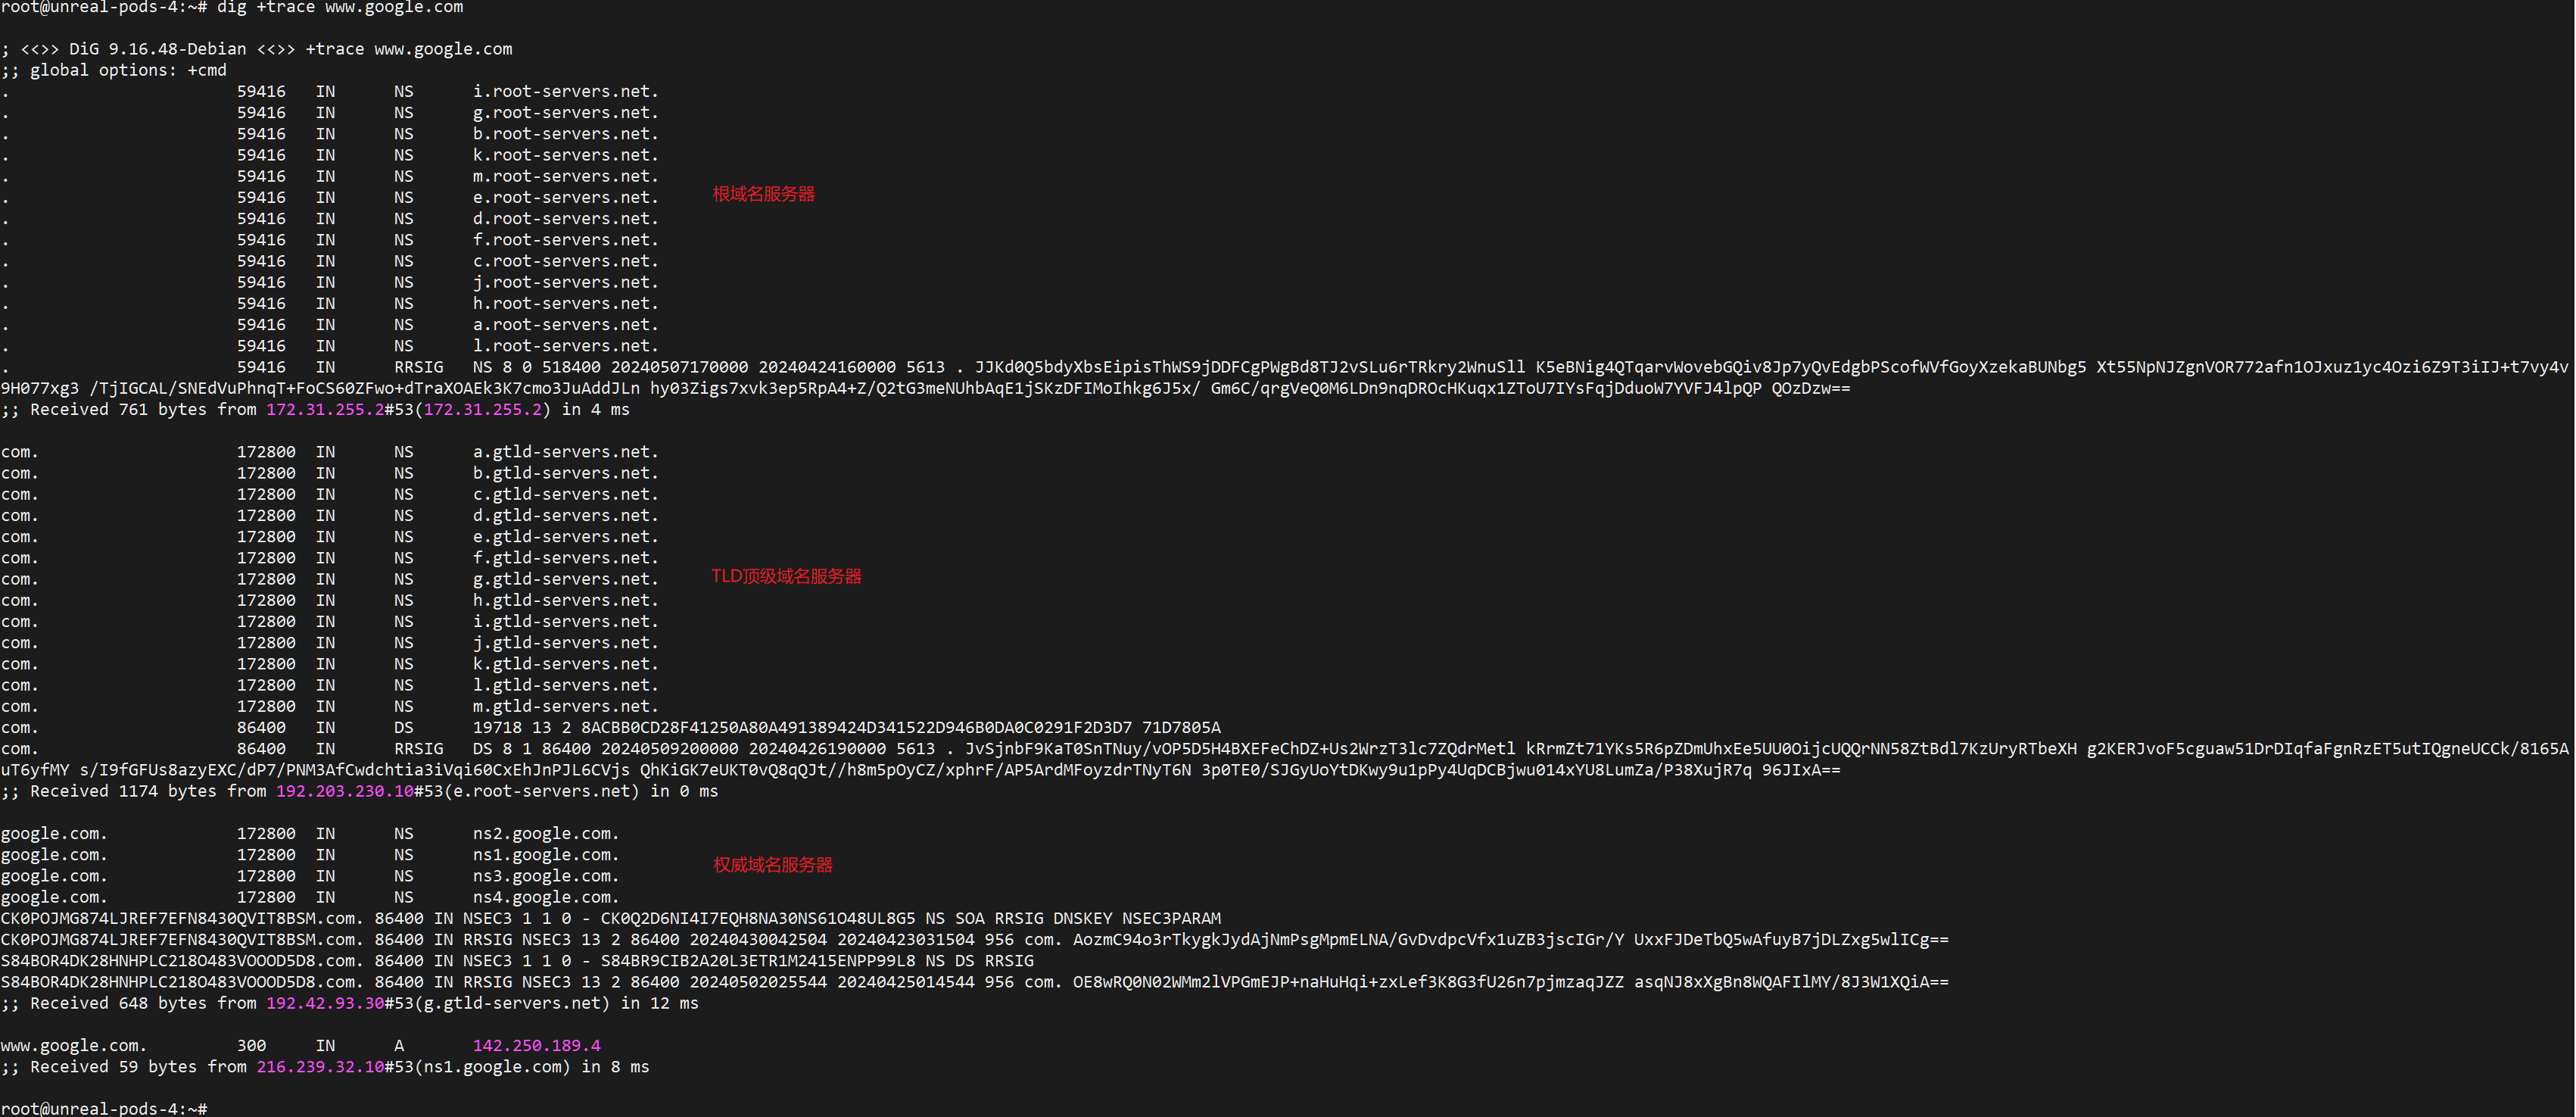 root@unreal-pods-4:~# dig +trace www.google.com
; <<>> DiG 9.16.48-Debian <<>> +trace www.google.com
;; global options: +cmd
. 59416 IN NS i.root-servers.net.
. 59416 IN NS g.root-servers.net.
. 59416 IN NS b.root-servers.net.
. 59416 IN NS k.root-servers.net.
. 59416 IN NS m.root-servers.net.
根域名服务器
. 59416 IN NS e.root-servers.net.
. 59416 IN NS d.root-servers.net.
. 59416 IN NS f.root-servers.net.
. 59416 IN NS c.root-servers.net.
. 59416 IN NS j.root-servers.net.
. 59416 IN NS h.root-servers.net.
. 59416 IN NS a.root-servers.net.
. 59416 IN NS l.root-servers.net.
. 59416 IN RRSIG NS 8 0 518400 20240507170000 20240424160000 5613 . JJKd0Q5bdyXbsEipisThWS9jDDFCgPWgBd8TJ2vSLu6rTRkry2WnuSll K5eBNig4QTqarvWovebGQiv8Jp7yQvEdgbPScofWVfGoyXzekaBUNbg5 Xt55NpNJZgnVOR772afn1OJxuz1yc4Ozi6Z9T3iIJ+t7vy4v
9H077xg3 /TjIGCAL/SNEdVuPhnqT+FoCS60ZFwo+dTraXOAEk3K7cmo3JuAddJLn hy03Zigs7xvk3ep5RpA4+Z/Q2tG3meNUhbAqE1jSKzDFIMoIhkg6J5x/ Gm6C/qrgVeQ0M6LDn9nqDROcHKuqx1ZToU7IYsFqjDduoW7YVFJ4lpQP QOzDzw==
;; Received 761 bytes from 172.31.255.2#53(172.31.255.2) in 4 ms
com. 172800 IN NS a.gtld-servers.net.
com. 172800 IN NS b.gtld-servers.net.
com. 172800 IN NS c.gtld-servers.net.
com. 172800 IN NS d.gtld-servers.net.
com. 172800 IN NS e.gtld-servers.net.
com. 172800 IN NS f.gtld-servers.net.
com. 172800 IN NS g.gtld-servers.net.
TLD顶级域名服务器
com. 172800 IN NS h.gtld-servers.net.
com. 172800 IN NS i.gtld-servers.net.
com. 172800 IN NS j.gtld-servers.net.
com. 172800 IN NS k.gtld-servers.net.
com. 172800 IN NS l.gtld-servers.net.
com. 172800 IN NS m.gtld-servers.net.
com. 86400 IN DS 19718 13 2 8ACBB0CD28F41250A80A491389424D341522D946B0DA0C0291F2D3D7 71D7805A
com. 86400 IN RRSIG DS 8 1 86400 20240509200000 20240426190000 5613 . JvSjnbF9KaT0SnTNuy/vOP5D5H4BXEFeChDZ+Us2WrzT3lc7ZQdrMetl kRrmZt71YKs5R6pZDmUhxEe5UU0OijcUQQrNN58ZtBdl7KzUryRTbeXH g2KERJvoF5cguaw51DrDIqfaFgnRzET5utIQgneUCCk/8165A
uT6yfMY s/I9fGFUs8azyEXC/dP7/PNM3AfCwdchtia3iVqi60CxEhJnPJL6CVjs QhKiGK7eUKT0vQ8qQJt//h8m5pOyCZ/xphrF/AP5ArdMFoyzdrTNyT6N 3p0TE0/SJGyUoYtDKwy9u1pPy4UqDCBjwu014xYU8LumZa/P38XujR7q 96JIxA==
;; Received 1174 bytes from 192.203.230.10#53(e.root-servers.net) in 0 ms
google.com. 172800 IN NS ns2.google.com.
google.com. 172800 IN NS ns1.google.com.
权威域名服务器
google.com. 172800 IN NS ns3.google.com.
google.com. 172800 IN NS ns4.google.com.
CK0POJMG874LJREF7EFN8430QVIT8BSM.com. 86400 IN NSEC3 1 1 0 - CK0Q2D6NI4I7EQH8NA30NS61O48UL8G5 NS SOA RRSIG DNSKEY NSEC3PARAM
CK0POJMG874LJREF7EFN8430QVIT8BSM.com. 86400 IN RRSIG NSEC3 13 2 86400 20240430042504 20240423031504 956 com. AozmC94o3rTkygkJydAjNmPsgMpmELNA/GvDvdpcVfx1uZB3jscIGr/Y UxxFJDeTbQ5wAfuyB7jDLZxg5wlICg==
S84BOR4DK28HNHPLC218O483VOOOD5D8.com. 86400 IN NSEC3 1 1 0 - S84BR9CIB2A20L3ETR1M2415ENPP99L8 NS DS RRSIG
S84BOR4DK28HNHPLC218O483VOOOD5D8.com. 86400 IN RRSIG NSEC3 13 2 86400 20240502025544 20240425014544 956 com. OE8wRQ0N02WMm2lVPGmEJP+naHuHqi+zxLef3K8G3fU26n7pjmzaqJZZ asqNJ8xXgBn8WQAFIlMY/8J3W1XQiA==
;; Received 648 bytes from 192.42.93.30#53(g.gtld-servers.net) in 12 ms
www.google.com. 300 IN A 142.250.189.4
;; Received 59 bytes from 216.239.32.10#53(ns1.google.com) in 8 ms
root@unreal-pods-4:~#